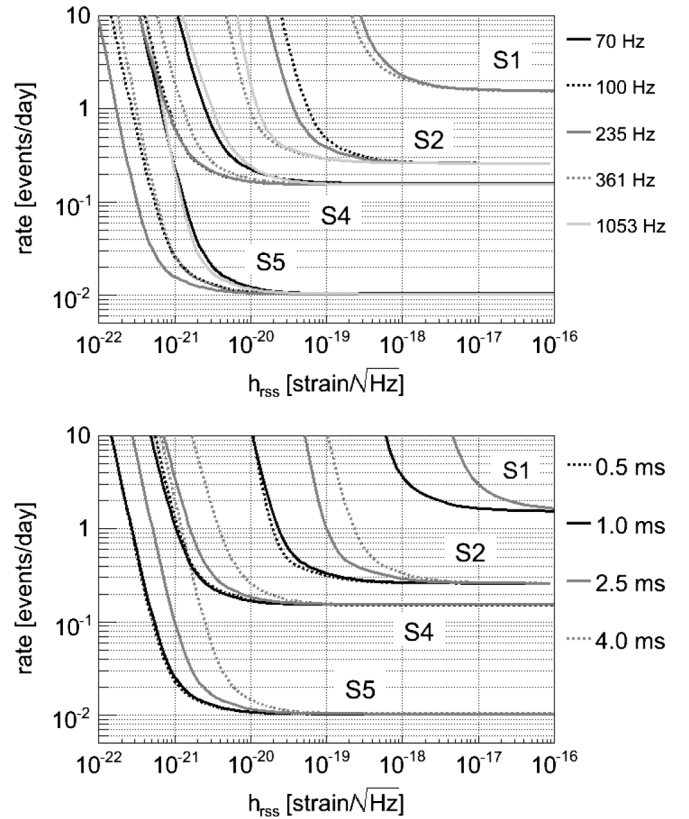 10
1
10⁻¹
10⁻²
rate [events/day]
S1
S2
S4
S5
70 Hz
100 Hz
235 Hz
361 Hz
1053 Hz
10⁻²² 10⁻²¹ 10⁻²⁰ 10⁻¹⁹ 10⁻¹⁸ 10⁻¹⁷ 10⁻¹⁶
h_rss [strain/√Hz]
10
1
10⁻¹
10⁻²
rate [events/day]
S1
S2
S4
S5
0.5 ms
1.0 ms
2.5 ms
4.0 ms
10⁻²² 10⁻²¹ 10⁻²⁰ 10⁻¹⁹ 10⁻¹⁸ 10⁻¹⁷ 10⁻¹⁶
h_rss [strain/√Hz]